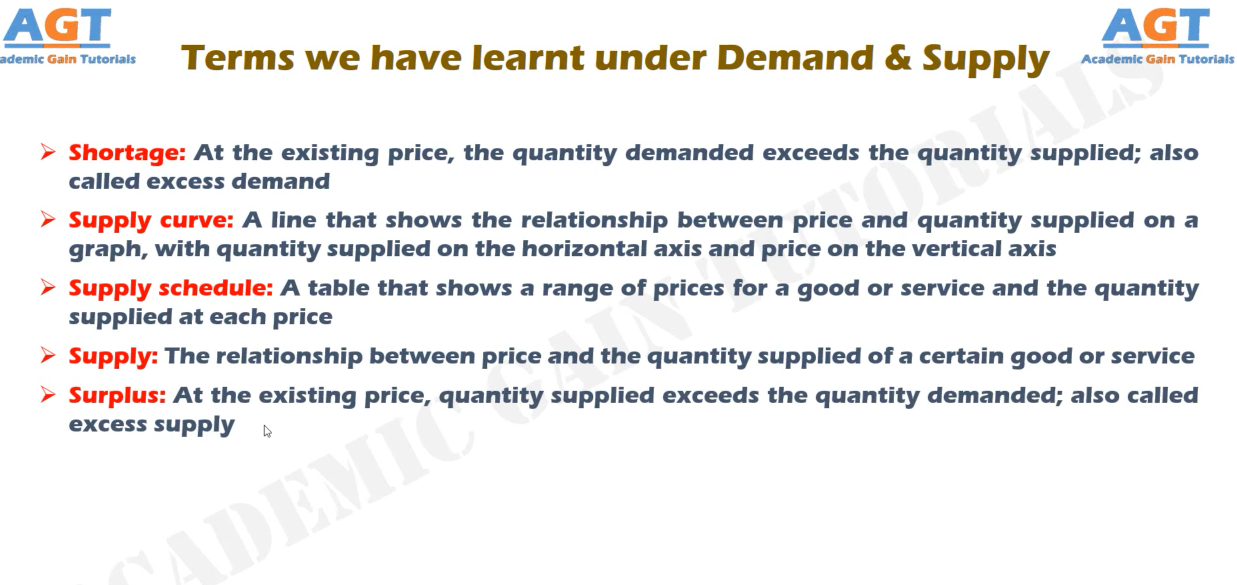 AGT
ademic Gain Tutorials
Terms we have learnt under Demand & Supply
AGT
Academic Gain Tutorials
Shortage: At the existing price, the quantity demanded exceeds the quantity supplied; also
called excess demand
Supply curve: A line that shows the relationship between price and quantity supplied on a
graph, with quantity supplied on the horizontal axis and price on the vertical axis
Supply schedule: A table that shows a range of prices for a good or service and the quantity
supplied at each price
Supply: The relationship between price and the quantity supplied of a certain good or service
Surplus: At the existing price, quantity supplied exceeds the quantity demanded; also called
excess supply
ACADEMIC GAIN TUTORIALS